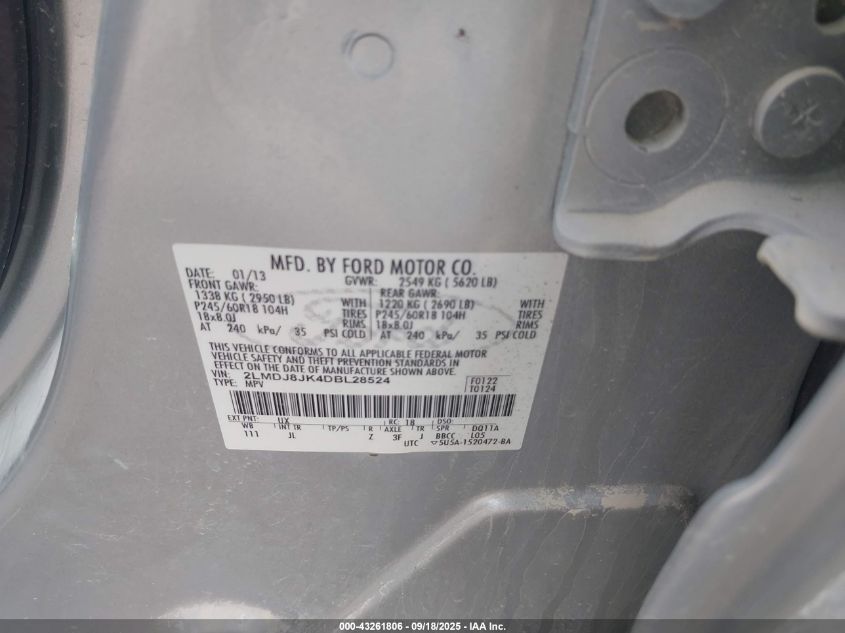 MFD. BY FORD MOTOR CO.
DATE: 01/13 GVWR: 2549 KG ( 5620 LB)
FRONT GAWR: REAR GAWR:
1338 KG ( 2950 LB) WITH 1220 KG ( 2690 LB) WITH
P245/60R18 104H TIRES P245/60R18 104H TIRES
18x8.0J RIMS 18x8.0J RIMS
AT 240 kPa/ 35 PSI COLD AT 240 kPa/ 35 PSI COLD
THIS VEHICLE CONFORMS TO ALL APPLICABLE FEDERAL MOTOR
VEHICLE SAFETY AND THEFT PREVENTION STANDARDS IN
EFFECT ON THE DATE OF MANUFACTURE SHOWN ABOVE.
VIN: 2LMDJ8JK4DBL28524 F0122
TYPE: MPV T0124
EXT PNT: UX RC: 18 DSO:
WB INT TR TP/PS R AXLE TR SPR DQ11A
111 JL Z 3F J BBCC L05
UTC 5U5A-1520472-BA
000-43261806 - 09/18/2025 - IAA Inc.